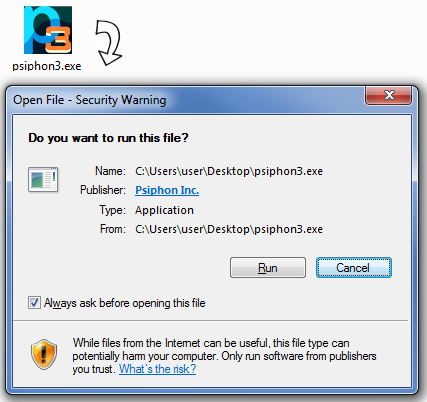 p3
psiphon3.exe
Open File - Security Warning
Do you want to run this file?
Name: C:\Users\user\Desktop\psiphon3.exe
Publisher: Psiphon Inc.
Type: Application
From: C:\Users\user\Desktop\psiphon3.exe
Run Cancel
Always ask before opening this file
While files from the Internet can be useful, this file type can
potentially harm your computer. Only run software from publishers
you trust. What's the risk?